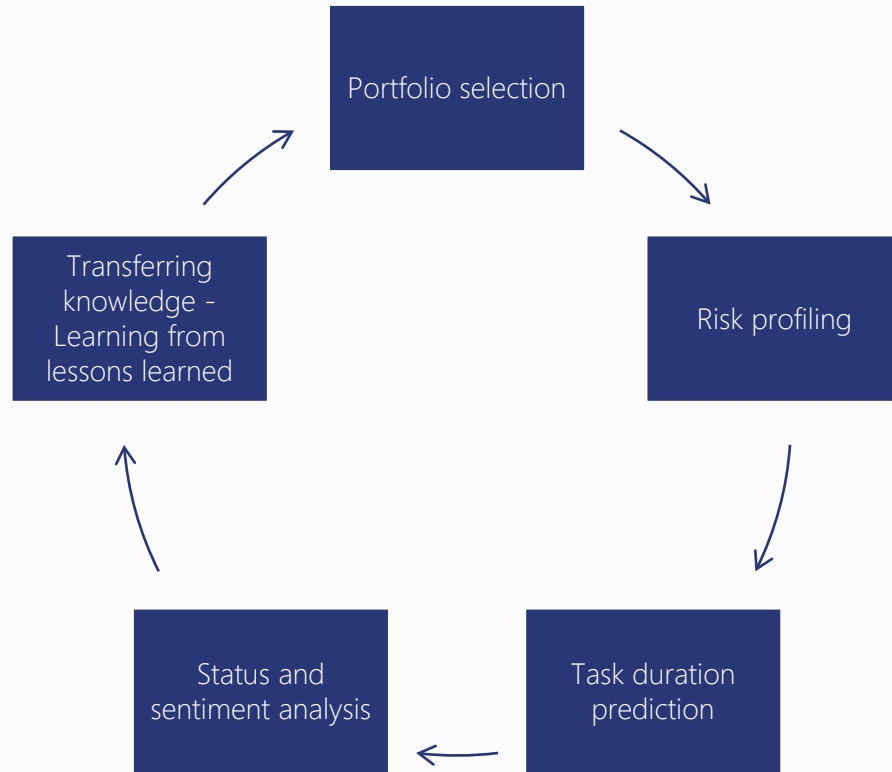 Portfolio selection
Risk profiling
Task duration
prediction
Status and
sentiment analysis
Transferring
knowledge -
Learning from
lessons learned